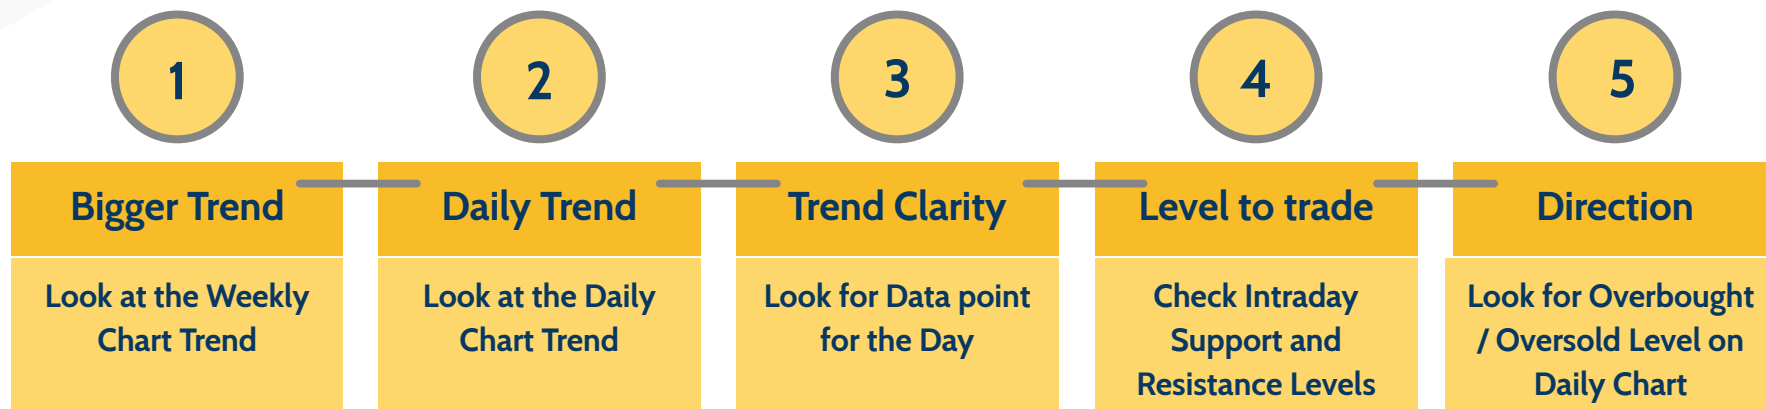 1
2
3
4
5
Bigger Trend
Daily Trend
Trend Clarity
Level to trade
Direction
Look at the Weekly
Chart Trend
Look at the Daily
Chart Trend
Look for Data point
for the Day
Check Intraday
Support and
Resistance Levels
Look for Overbought
/ Oversold Level on
Daily Chart